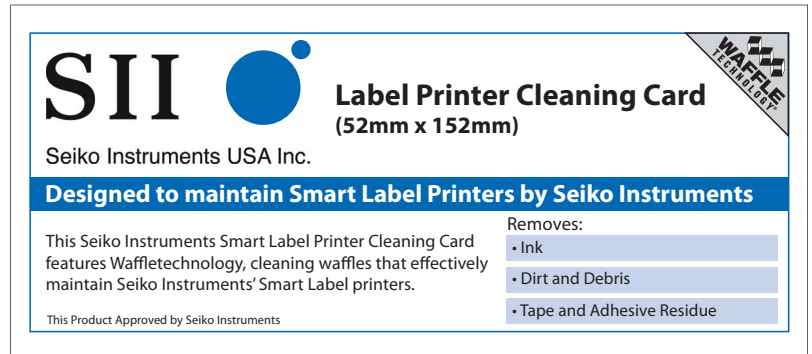 SII
Seiko Instruments USA Inc.
Label Printer Cleaning Card
(52mm x 152mm)
WAFFLE
TECHNOLOGY®
Designed to maintain Smart Label Printers by Seiko Instruments
This Seiko Instruments Smart Label Printer Cleaning Card
features Waffletechnology, cleaning waffles that effectively
maintain Seiko Instruments' Smart Label printers.
This Product Approved by Seiko Instruments
Removes:
• Ink
• Dirt and Debris
• Tape and Adhesive Residue